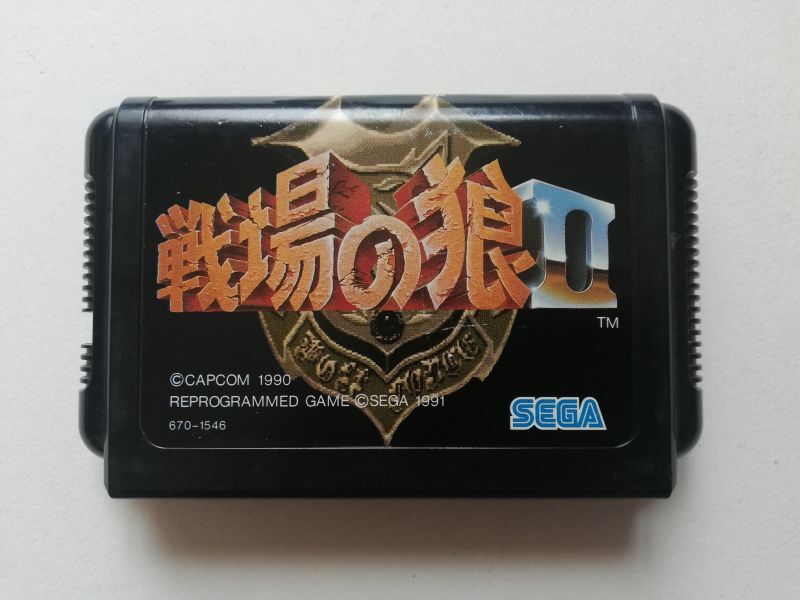 戦場の狼II
TM
©CAPCOM 1990
REPROGRAMMED GAME ©SEGA 1991
670-1546
SEGA